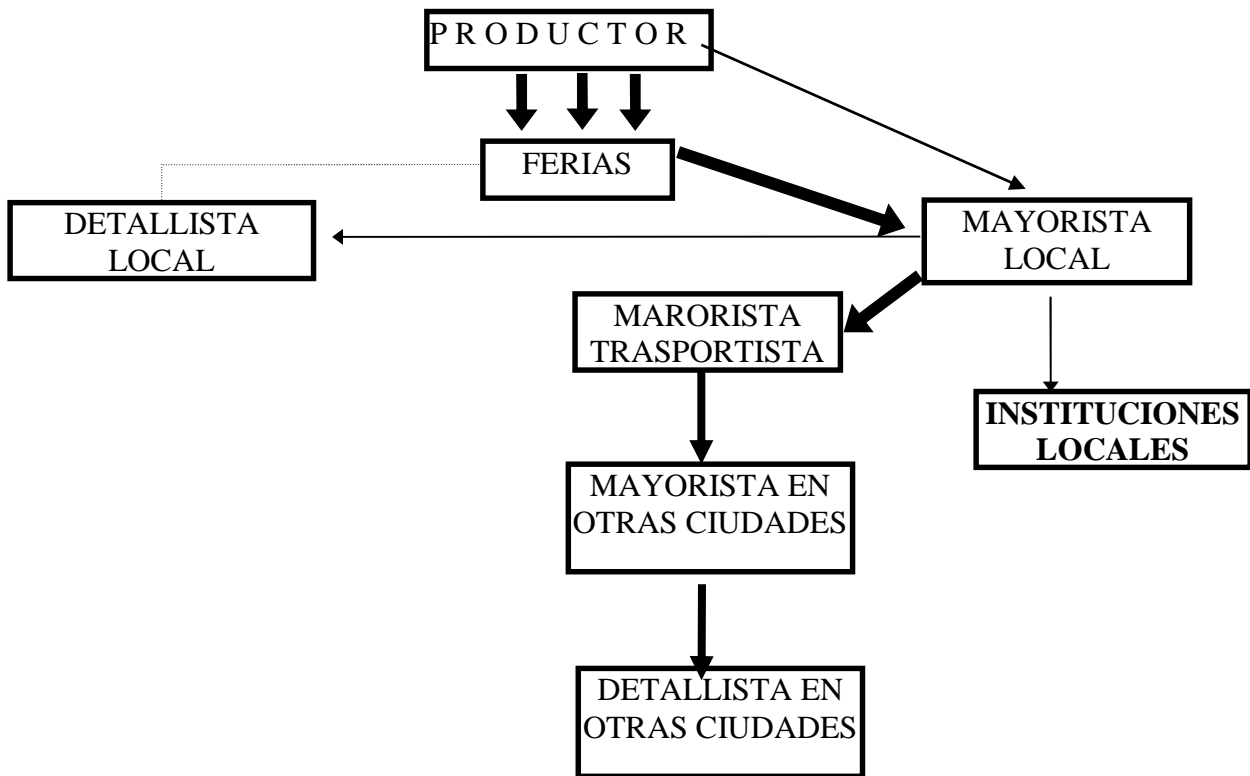 P R O D U C T O R
FERIAS
DETALLISTA
LOCAL
MAYORISTA
LOCAL
MARORISTA
TRASPORTISTA
INSTITUCIONES
LOCALES
MAYORISTA EN
OTRAS CIUDADES
DETALLISTA EN
OTRAS CIUDADES